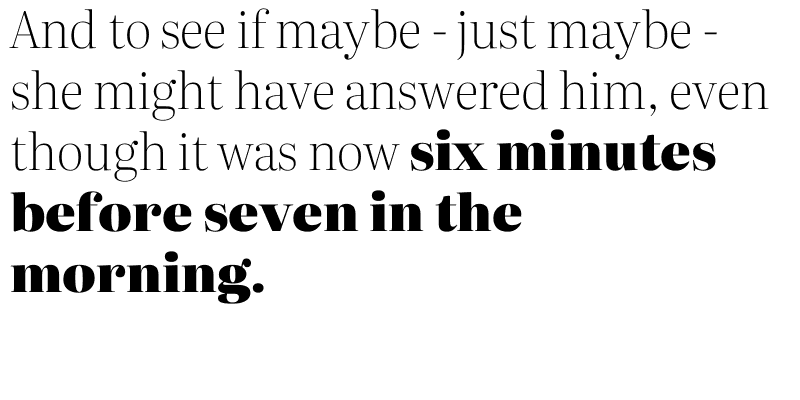 And to see if maybe - just maybe -
she might have answered him, even
though it was now six minutes
before seven in the
morning.